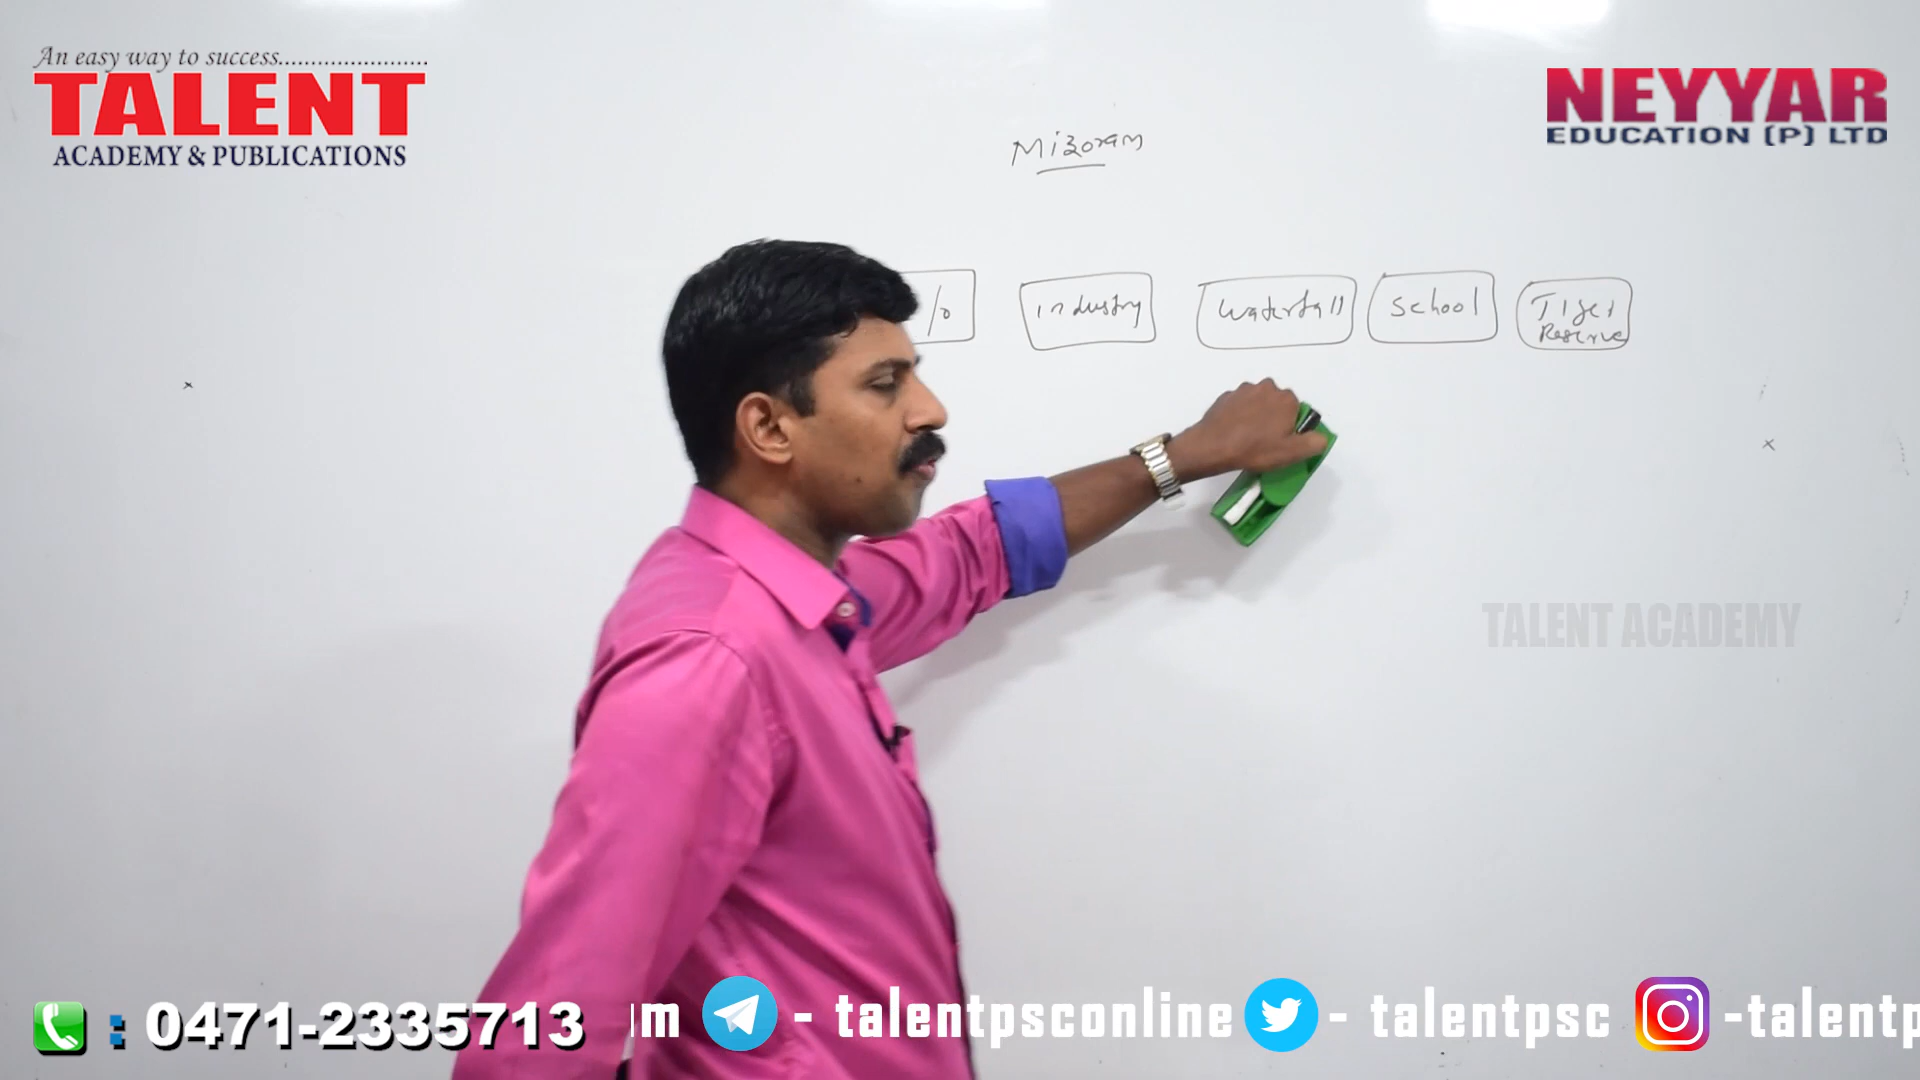 An easy way to success.......................
TALENT
ACADEMY & PUBLICATIONS
NEYYAR
EDUCATION (P) LTD
Mizoram
% Industry Waterfall School Tiger
Reserve
TALENT ACADEMY
: 0471-2335713 m - talentpsconline - talentpsc -talentp